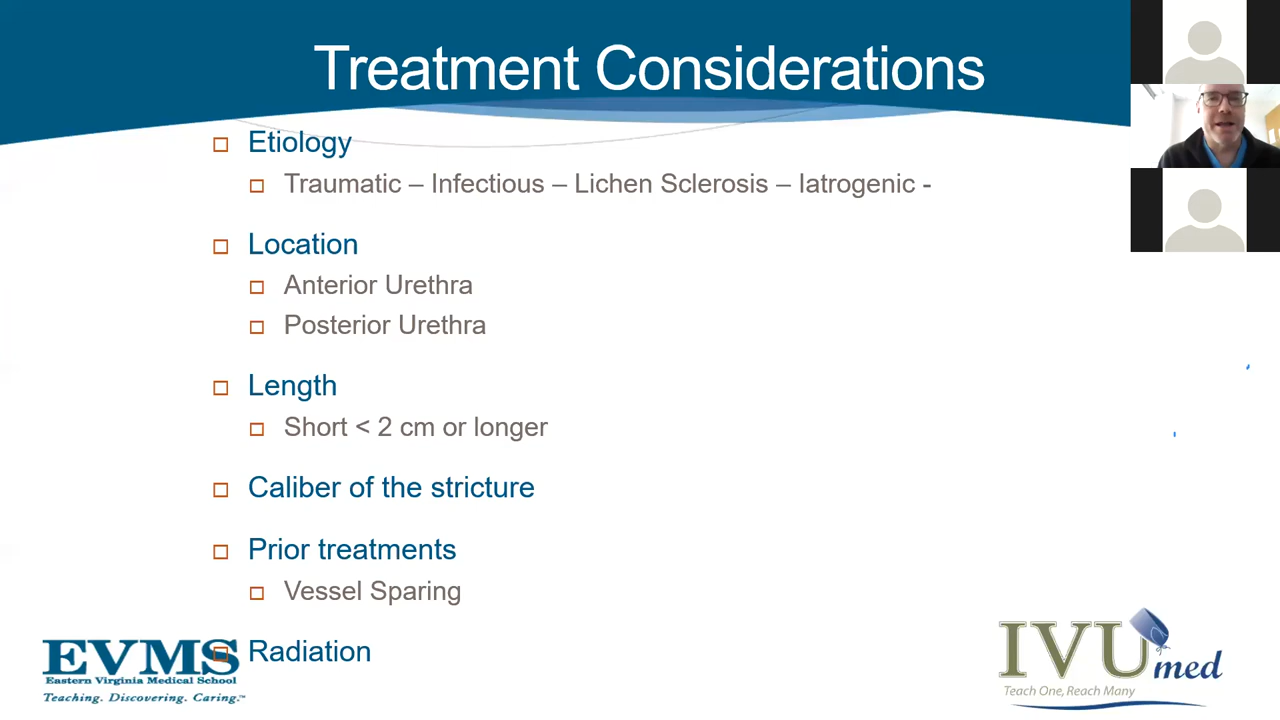 Treatment Considerations
Etiology
Traumatic – Infectious – Lichen Sclerosis – Iatrogenic -
Location
Anterior Urethra
Posterior Urethra
Length
Short < 2 cm or longer
Caliber of the stricture
Prior treatments
Vessel Sparing
Radiation
EVMS
Eastern Virginia Medical School
Teaching. Discovering. Caring.™
IVUmed
Teach One, Reach Many